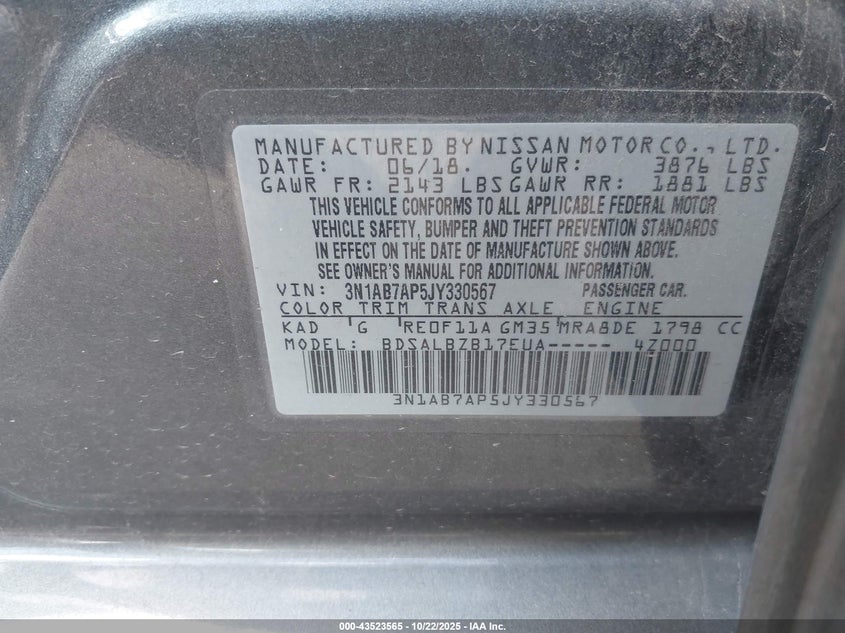 MANUFACTURED BY NISSAN MOTOR CO., LTD.
DATE: 06/18. GVWR: 3876 LBS
GAWR FR: 2143 LBS GAWR RR: 1881 LBS
THIS VEHICLE CONFORMS TO ALL APPLICABLE FEDERAL MOTOR
VEHICLE SAFETY, BUMPER AND THEFT PREVENTION STANDARDS
IN EFFECT ON THE DATE OF MANUFACTURE SHOWN ABOVE.
SEE OWNER'S MANUAL FOR ADDITIONAL INFORMATION.
VIN: 3N1AB7AP5JY330567 PASSENGER CAR.
COLOR TRIM TRANS AXLE ENGINE
KAD G RE0F11A GM35 MRA8DE 1798 CC
MODEL: BDSALBZB17EUA----- 4Z000
3N1AB7AP5JY330567
000-43523565 - 10/22/2025 - IAA Inc.